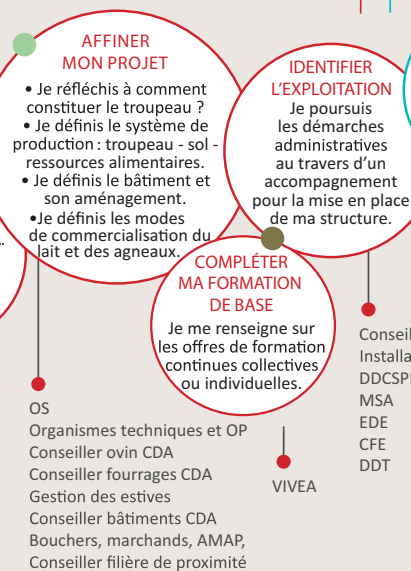 AFFINER
MON PROJET
• Je réfléchis à comment
constituer le troupeau ?
• Je définis le système de
production : troupeau - sol -
ressources alimentaires.
• Je définis le bâtiment et
son aménagement.
•Je définis les modes
de commercialisation du
lait et des agneaux.
IDENTIFIER
L’EXPLOITATION
Je poursuis
les démarches
administratives
au travers d’un
accompagnement
pour la mise en place
de ma structure.
COMPLÉTER
MA FORMATION
DE BASE
Je me renseigne sur
les offres de formation
continues collectives
ou individuelles.
OS
Organismes techniques et OP
Conseiller ovin CDA
Conseiller fourrages CDA
Gestion des estives
Conseiller bâtiments CDA
Bouchers, marchands, AMAP,
Conseiller filière de proximité
VIVEA
Conseil
Installa
DDCSP
MSA
EDE
CFE
DDT